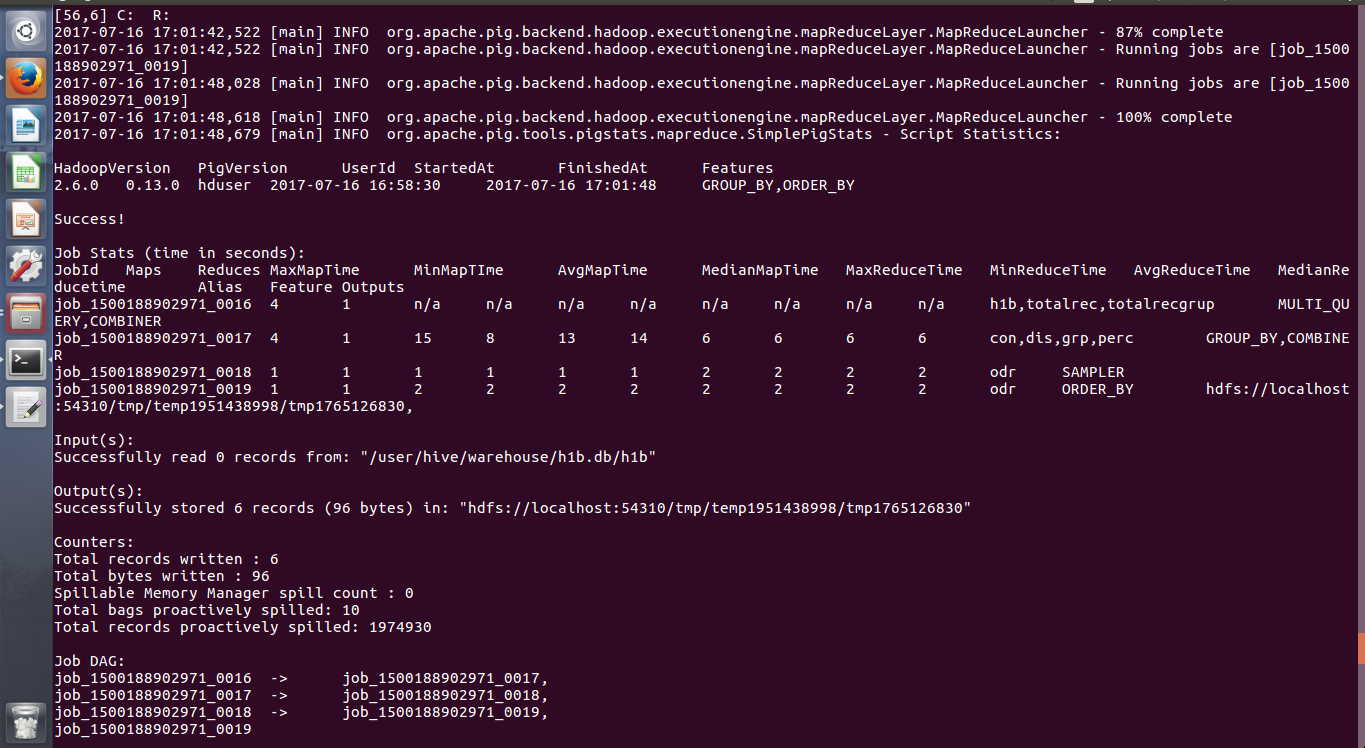 [56,6] C:  R:
2017-07-16 17:01:42,522 [main] INFO  org.apache.pig.backend.hadoop.executionengine.mapReduceLayer.MapReduceLauncher - 87% complete
2017-07-16 17:01:42,522 [main] INFO  org.apache.pig.backend.hadoop.executionengine.mapReduceLayer.MapReduceLauncher - Running jobs are [job_1500
188902971_0019]
2017-07-16 17:01:48,028 [main] INFO  org.apache.pig.backend.hadoop.executionengine.mapReduceLayer.MapReduceLauncher - Running jobs are [job_1500
188902971_0019]
2017-07-16 17:01:48,618 [main] INFO  org.apache.pig.backend.hadoop.executionengine.mapReduceLayer.MapReduceLauncher - 100% complete
2017-07-16 17:01:48,679 [main] INFO  org.apache.pig.tools.pigstats.mapreduce.SimplePigStats - Script Statistics:
HadoopVersion   PigVersion      UserId  StartedAt       FinishedAt      Features
2.6.0   0.13.0  hduser  2017-07-16 16:58:30     2017-07-16 17:01:48     GROUP_BY,ORDER_BY
Success!
Job Stats (time in seconds):
JobId   Maps    Reduces MaxMapTime      MinMapTIme      AvgMapTime      MedianMapTime   MaxReduceTime   MinReduceTime   AvgReduceTime   MedianRe
ducetime        Alias   Feature Outputs
job_1500188902971_0016  4       1       n/a     n/a     n/a     n/a     n/a     n/a     n/a     n/a     h1b,totalrec,totalrecgrup       MULTI_QU
ERY,COMBINER
job_1500188902971_0017  4       1       15      8       13      14      6       6       6       6       con,dis,grp,perc        GROUP_BY,COMBINE
R
job_1500188902971_0018  1       1       1       1       1       1       2       2       2       2       odr     SAMPLER
job_1500188902971_0019  1       1       2       2       2       2       2       2       2       2       odr     ORDER_BY        hdfs://localhost
:54310/tmp/temp1951438998/tmp1765126830,
Input(s):
Successfully read 0 records from: "/user/hive/warehouse/h1b.db/h1b"
Output(s):
Successfully stored 6 records (96 bytes) in: "hdfs://localhost:54310/tmp/temp1951438998/tmp1765126830"
Counters:
Total records written : 6
Total bytes written : 96
Spillable Memory Manager spill count : 0
Total bags proactively spilled: 10
Total records proactively spilled: 1974930
Job DAG:
job_1500188902971_0016  ->      job_1500188902971_0017,
job_1500188902971_0017  ->      job_1500188902971_0018,
job_1500188902971_0018  ->      job_1500188902971_0019,
job_1500188902971_0019